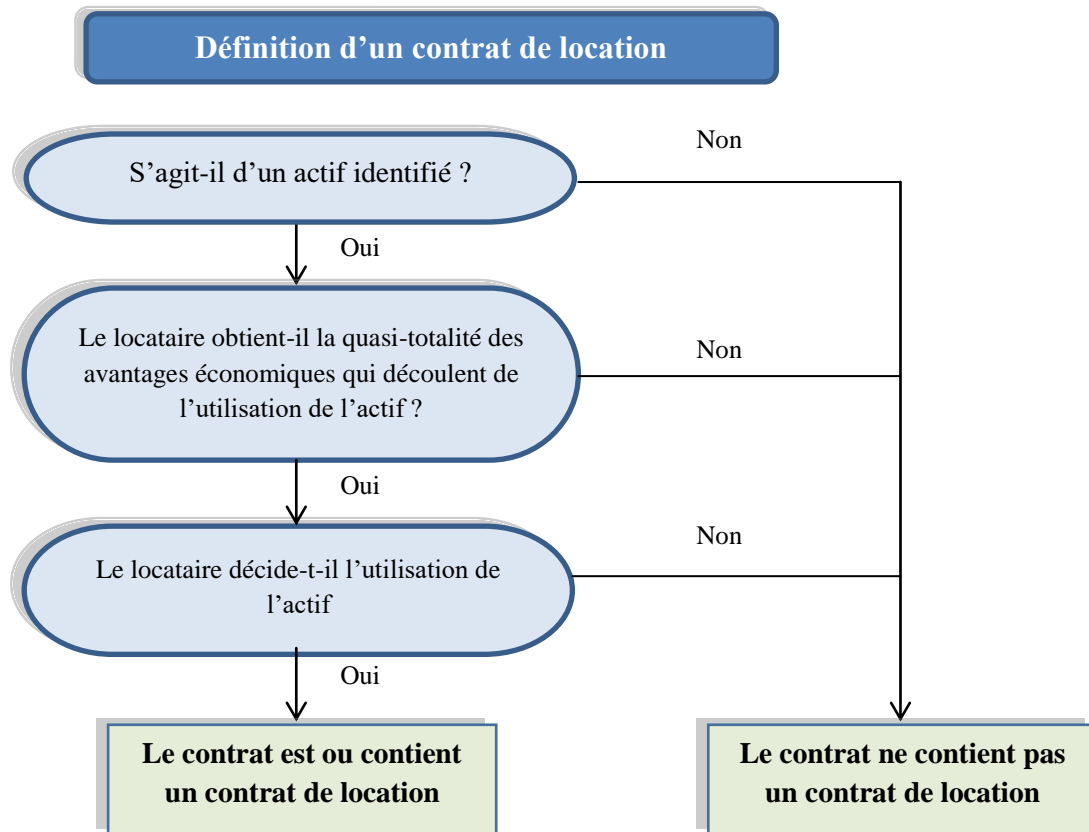 Définition d’un contrat de location
Non
S’agit-il d’un actif identifié ?
Oui
Le locataire obtient-il la quasi-totalité des
avantages économiques qui découlent de
l’utilisation de l’actif ?
Non
Oui
Non
Le locataire décide-t-il l’utilisation de
l’actif
Oui
Le contrat est ou contient
un contrat de location
Le contrat ne contient pas
un contrat de location